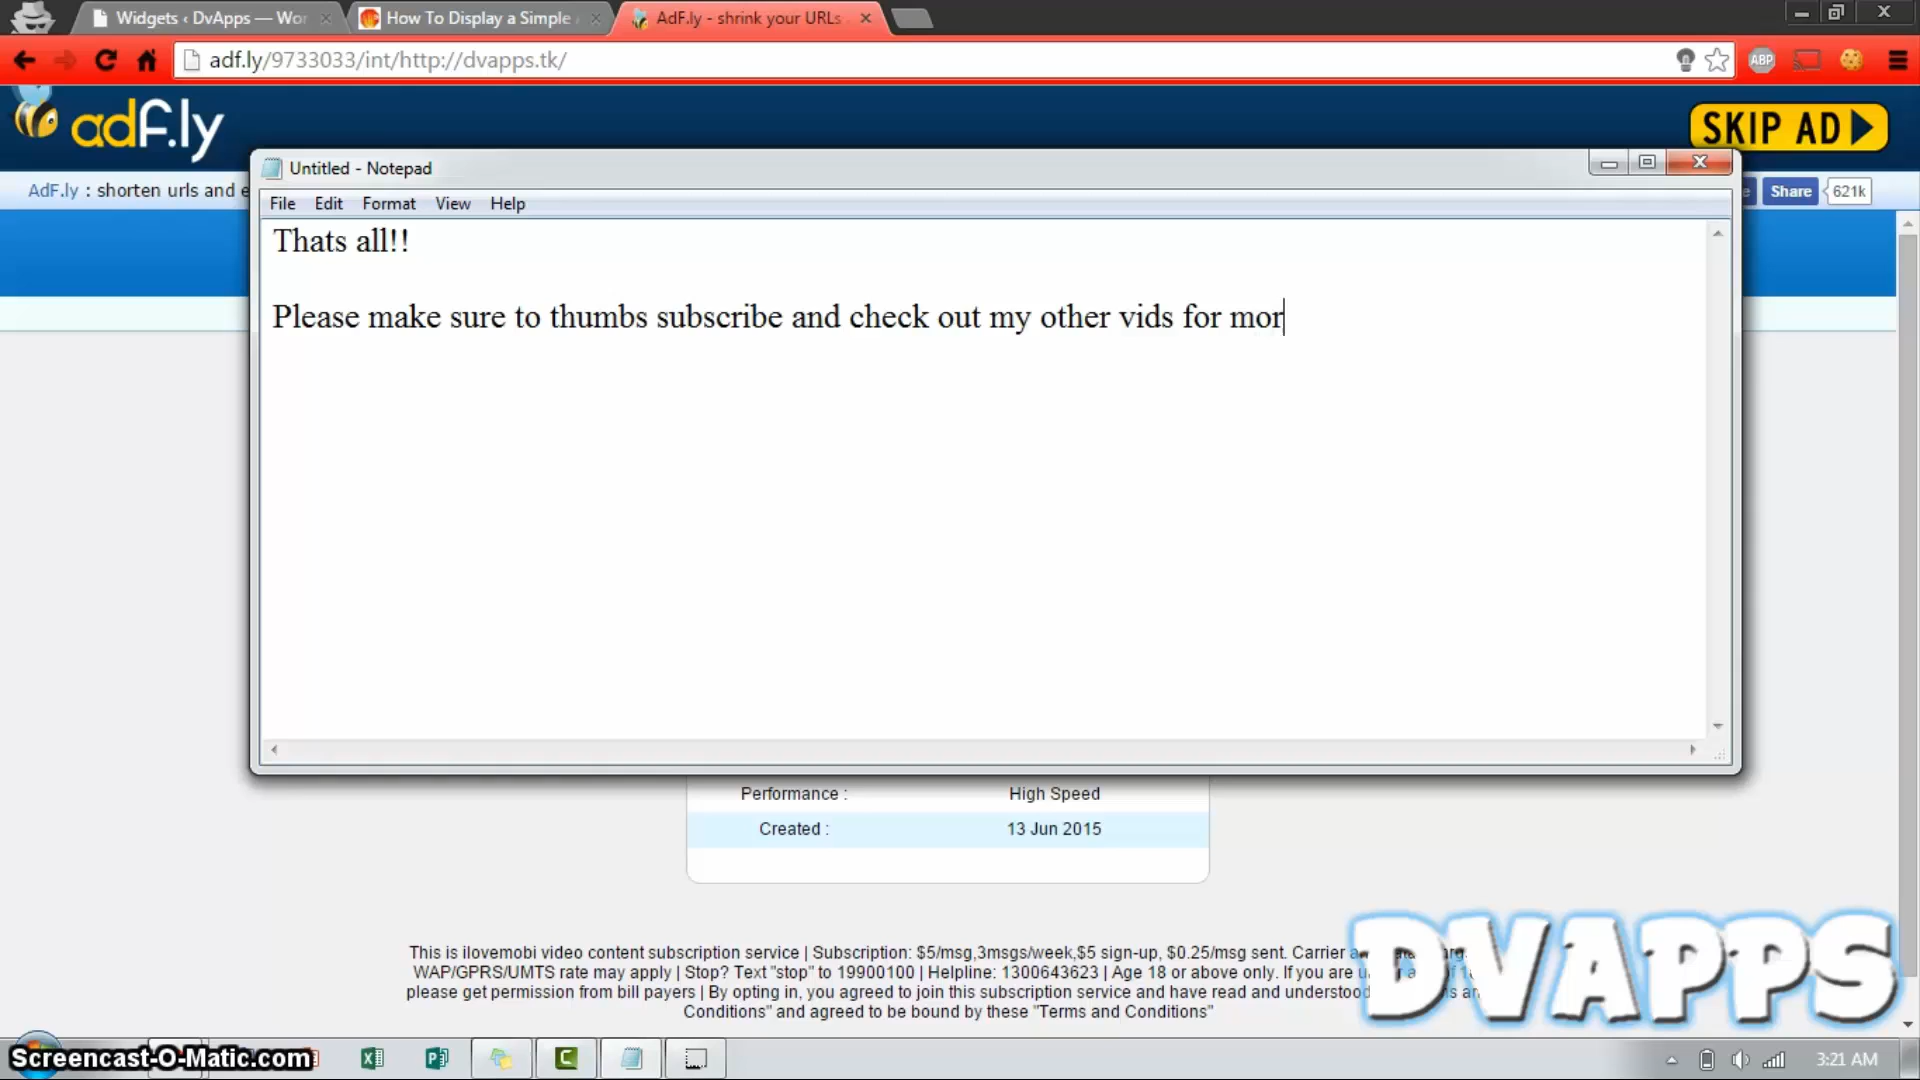 Widgets ‹ DvApps — Wor
How To Display a Simple
AdF.ly - shrink your URLs
adf.ly/9733033/int/http://dvapps.tk/
ABP
adf.ly
SKIP AD
AdF.ly : shorten urls and e
e
Share
621k
Untitled - Notepad
File Edit Format View Help
Thats all!!
Please make sure to thumbs subscribe and check out my other vids for mor
Performance : High Speed
Created : 13 Jun 2015
This is ilovemobi video content subscription service | Subscription: $5/msg,3msgs/week,$5 sign-up, $0.25/msg sent. Carrier
WAP/GPRS/UMTS rate may apply | Stop? Text "stop" to 19900100 | Helpline: 1300643623 | Age 18 or above only. If you are
please get permission from bill payers | By opting in, you agreed to join this subscription service and have read and understood
Conditions" and agreed to be bound by these "Terms and Conditions"
DVAPPS
Screencast-O-Matic.com
3:21 AM